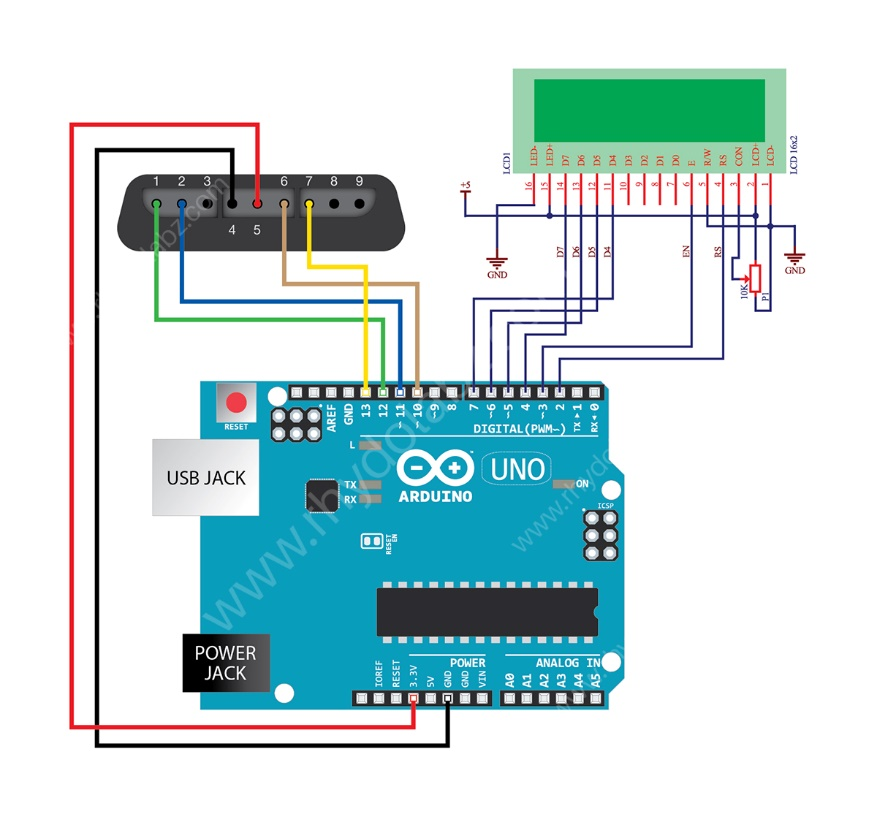 1 2 3 6 7 8 9
4 5
LCD1
LCD 16x2
LED-
LED+
D7
D6
D5
D4
D3
D2
D1
D0
E
R/W
RS
CON
LCD+
LCD-
16 15 14 13 12 11 10 9 8 7 6 5 4 3 2 1
+5
GND
D7
D6
D5
D4
EN
RS
10K
P1
GND
RESET
AREF
GND
13
12
~11
~10
~9
8
7
~6
~5
4
~3
2
TX 1
RX 0
DIGITAL(PWM~)
L
TX
RX
ARDUINO
UNO
ON
ICSP
USB JACK
RESET
EN
POWER
JACK
POWER
ANALOG IN
IOREF
RESET
3.3V
5V
GND
GND
VIN
A0
A1
A2
A3
A4
A5
www.rhydolabz.com